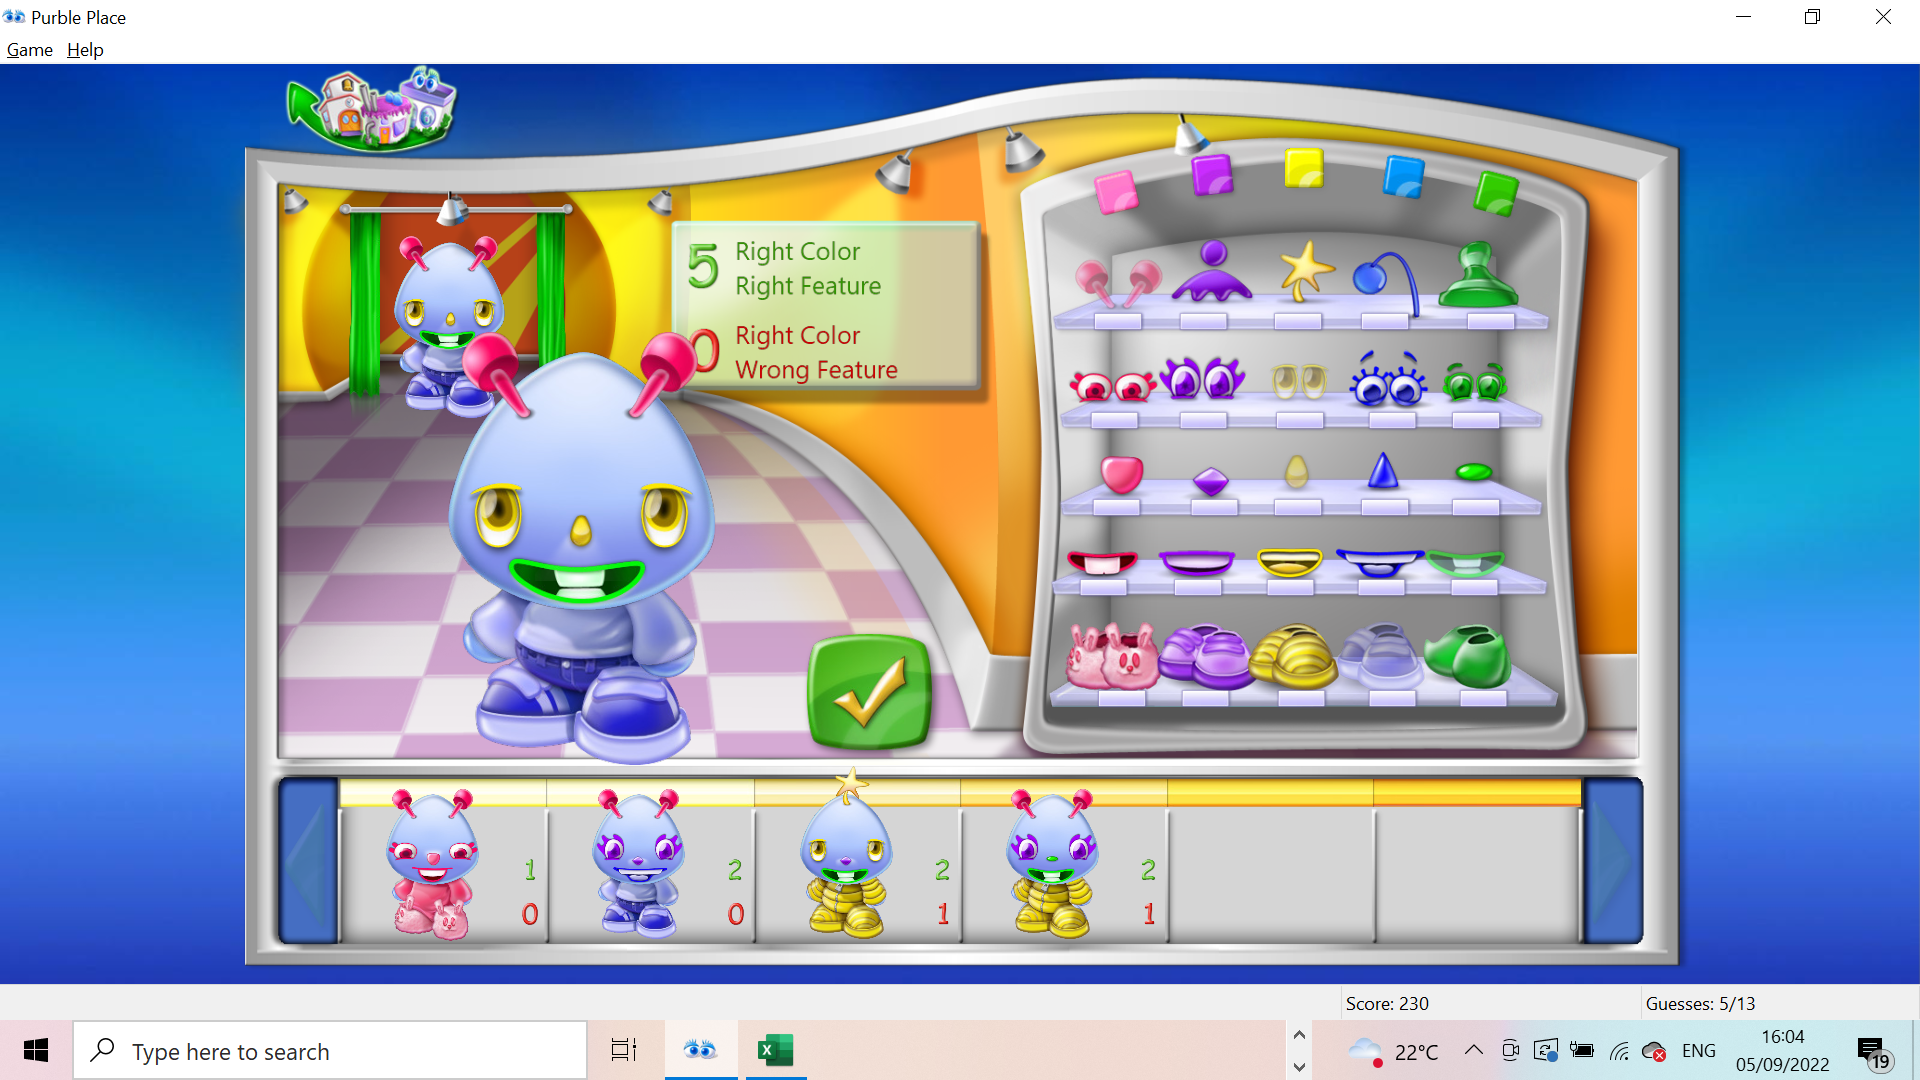 Purble Place
Game Help
5 Right Color
Right Feature
0 Right Color
Wrong Feature
1
0
2
0
2
1
2
1
Score: 230
Guesses: 5/13
Type here to search
22°C
ENG
16:04
05/09/2022
19